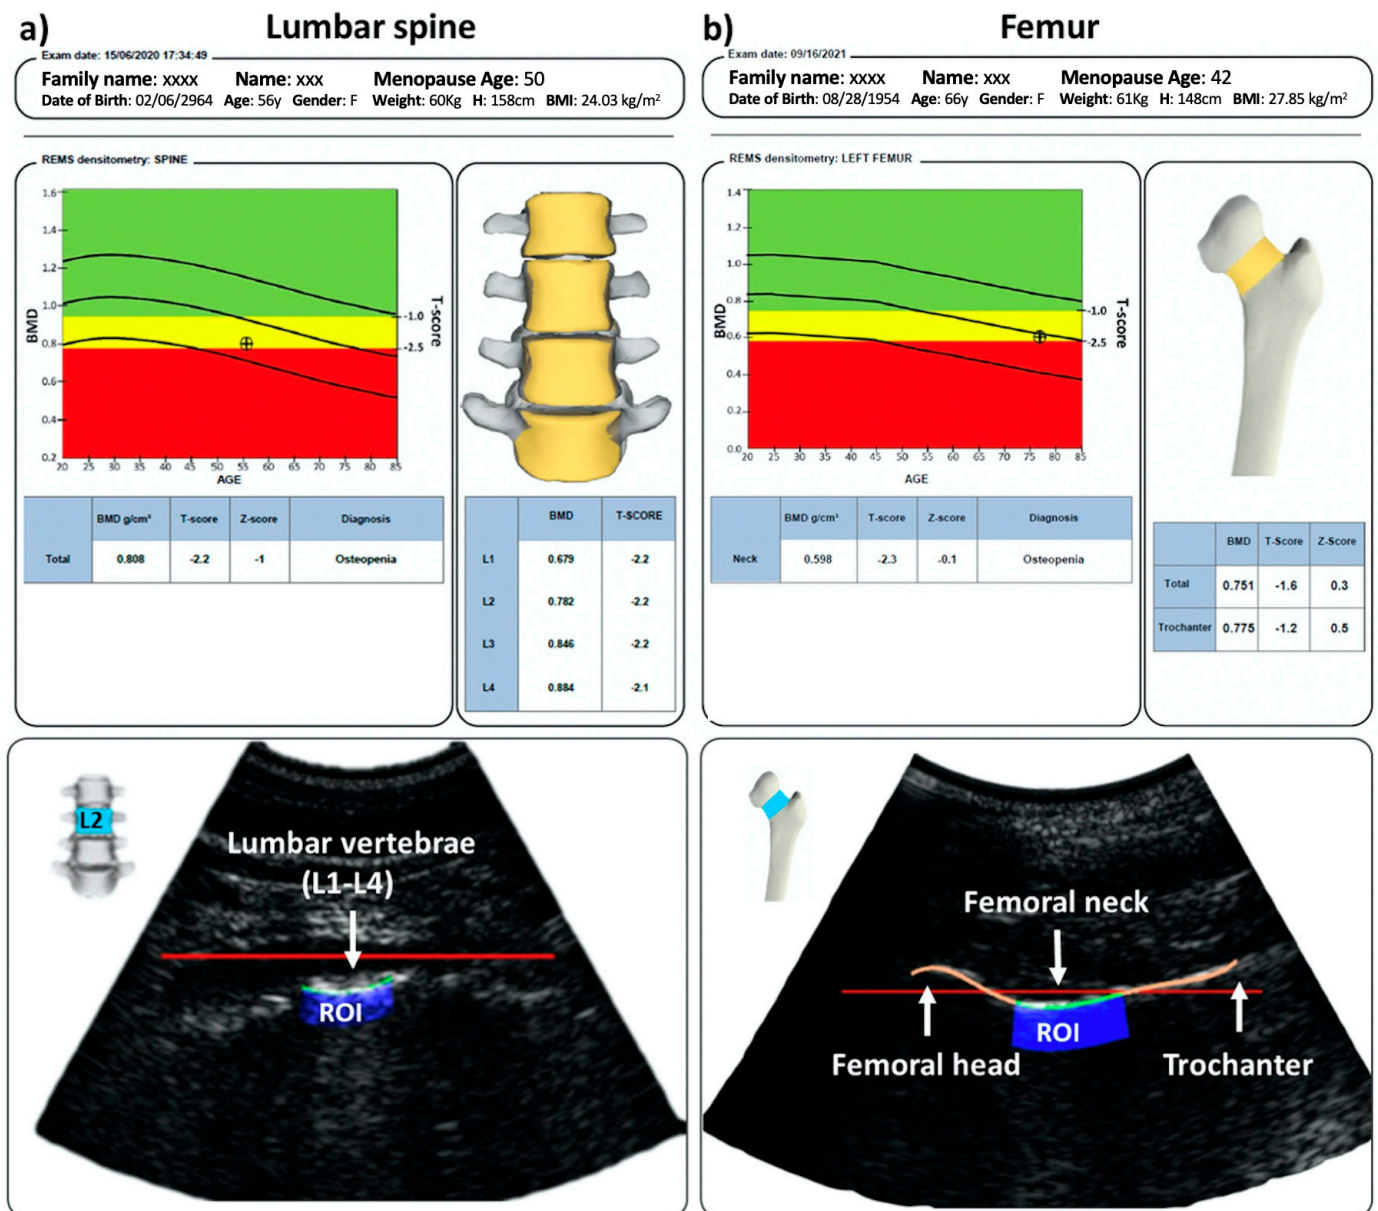 a) Lumbar spine
Exam date: 15/06/2020 17:34:49
Family name: xxxx Name: xxx Menopause Age: 50
Date of Birth: 02/06/2964 Age: 56y Gender: F Weight: 60Kg H: 158cm BMI: 24.03 kg/m²
REMS densitometry: SPINE
1.6
1.4
1.2
1.0
0.8
0.6
0.4
0.2
BMD
20 25 30 35 40 45 50 55 60 65 70 75 80 85
AGE
-1.0
-2.5
T-score
BMD g/cm² T-score Z-score Diagnosis
Total 0.808 -2.2 -1 Osteopenia
BMD T-SCORE
L1 0.679 -2.2
L2 0.782 -2.2
L3 0.846 -2.2
L4 0.884 -2.1
L2
Lumbar vertebrae
(L1-L4)
ROI
b) Femur
Exam date: 09/16/2021
Family name: xxxx Name: xxx Menopause Age: 42
Date of Birth: 08/28/1954 Age: 66y Gender: F Weight: 61Kg H: 148cm BMI: 27.85 kg/m²
REMS densitometry: LEFT FEMUR
1.4
1.2
1.0
0.8
0.6
0.4
0.2
0.0
BMD
20 25 30 35 40 45 50 55 60 65 70 75 80 85
AGE
-1.0
-2.5
T-score
BMD g/cm² T-score Z-score Diagnosis
Neck 0.598 -2.3 -0.1 Osteopenia
BMD T-Score Z-Score
Total 0.751 -1.6 0.3
Trochanter 0.775 -1.2 0.5
Femoral neck
ROI
Femoral head Trochanter